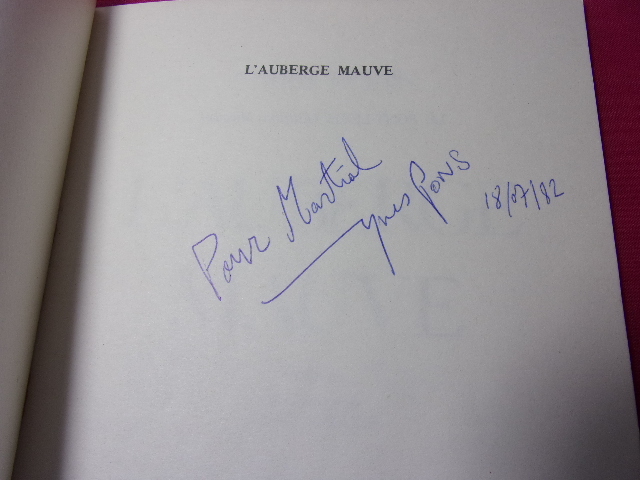 L'AUBERGE MAUVE
Pour Martial
Yves Pons
18/07/82